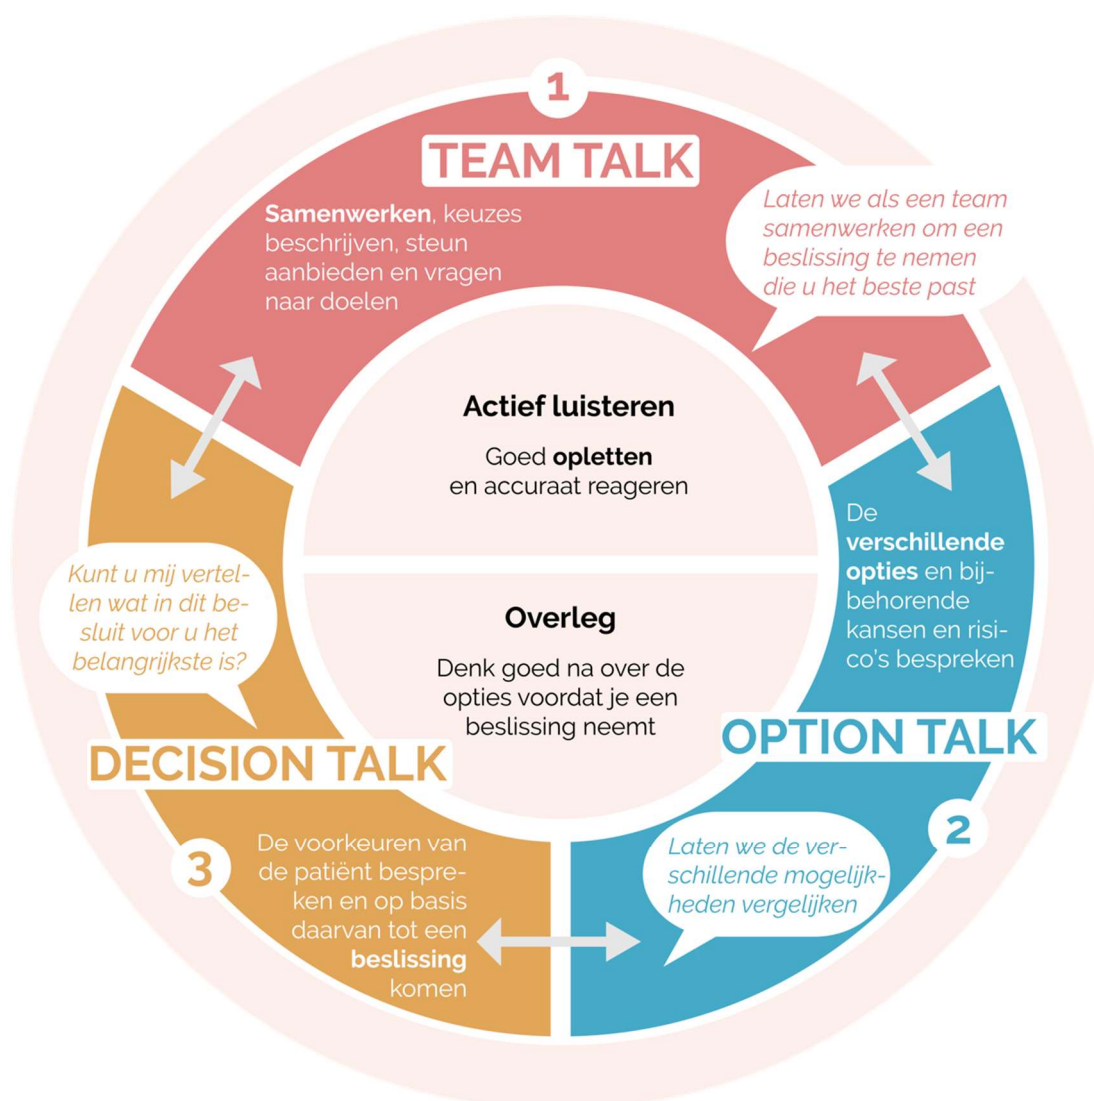 1
TEAM TALK
Samenwerken, keuzes
beschrijven, steun
aanbieden en vragen
naar doelen
Laten we als een team
samenwerken om een
beslissing te nemen
die u het beste past
Actief luisteren
Goed opletten
en accuraat reageren
Overleg
Denk goed na over de
opties voordat je een
beslissing neemt
De
verschillende
opties en bij-
behorende
kansen en risi-
co's bespreken
OPTION TALK
2
Laten we de ver-
schillende mogelijk-
heden vergelijken
Kunt u mij vertel-
len wat in dit be-
sluit voor u het
belangrijkste is?
DECISION TALK
3
De voorkeuren van
de patiënt bespre-
ken en op basis
daarvan tot een
beslissing
komen